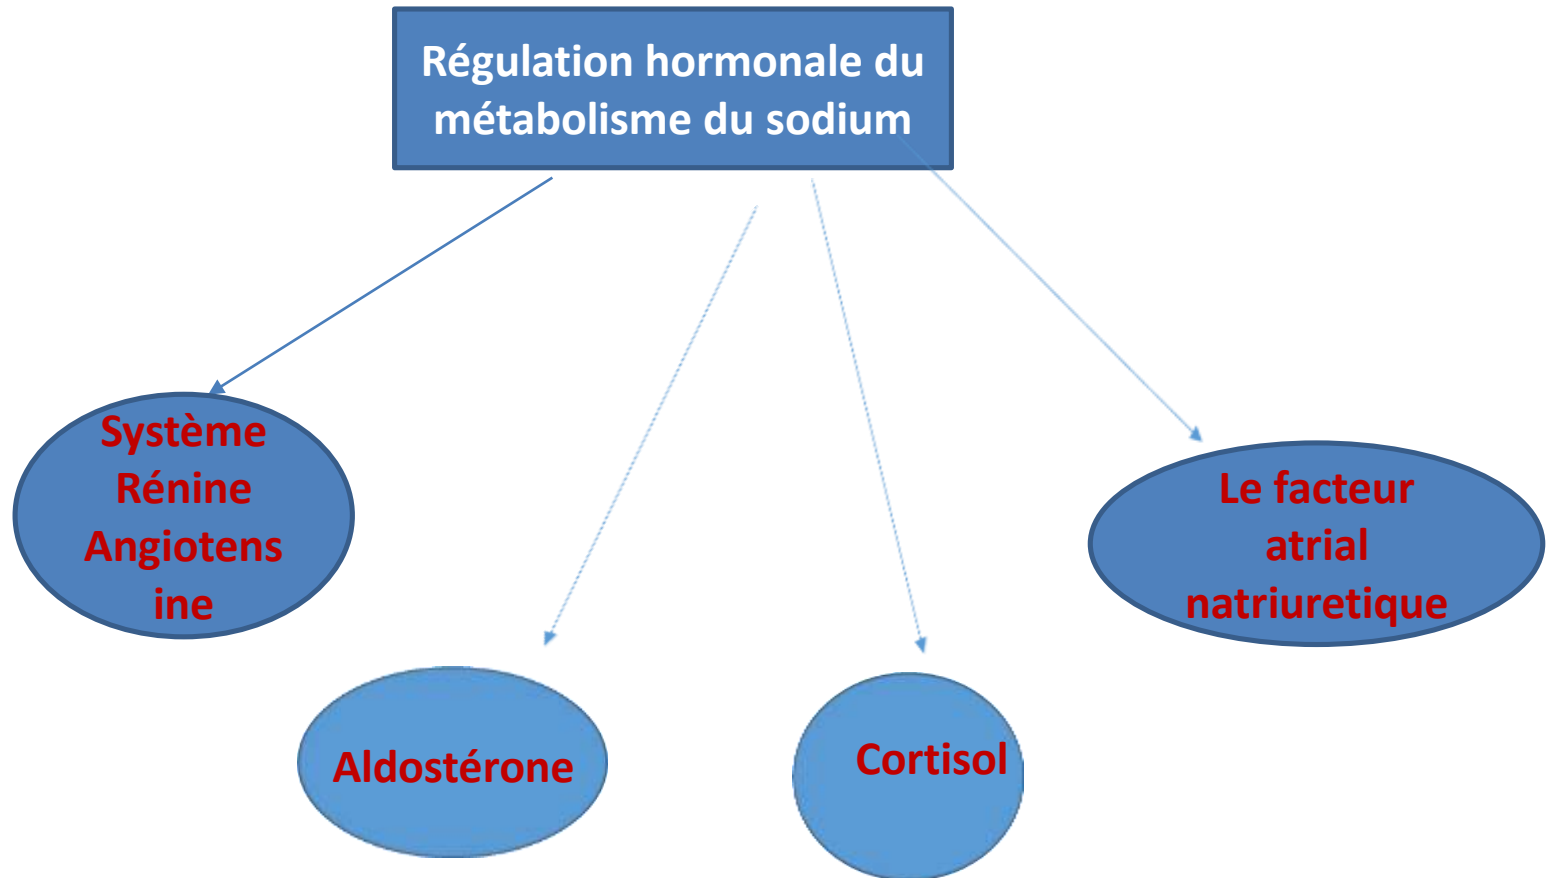 Régulation hormonale du
métabolisme du sodium
Système
Rénine
Angiotens
ine
Le facteur
atrial
natriuretique
Aldostérone
Cortisol